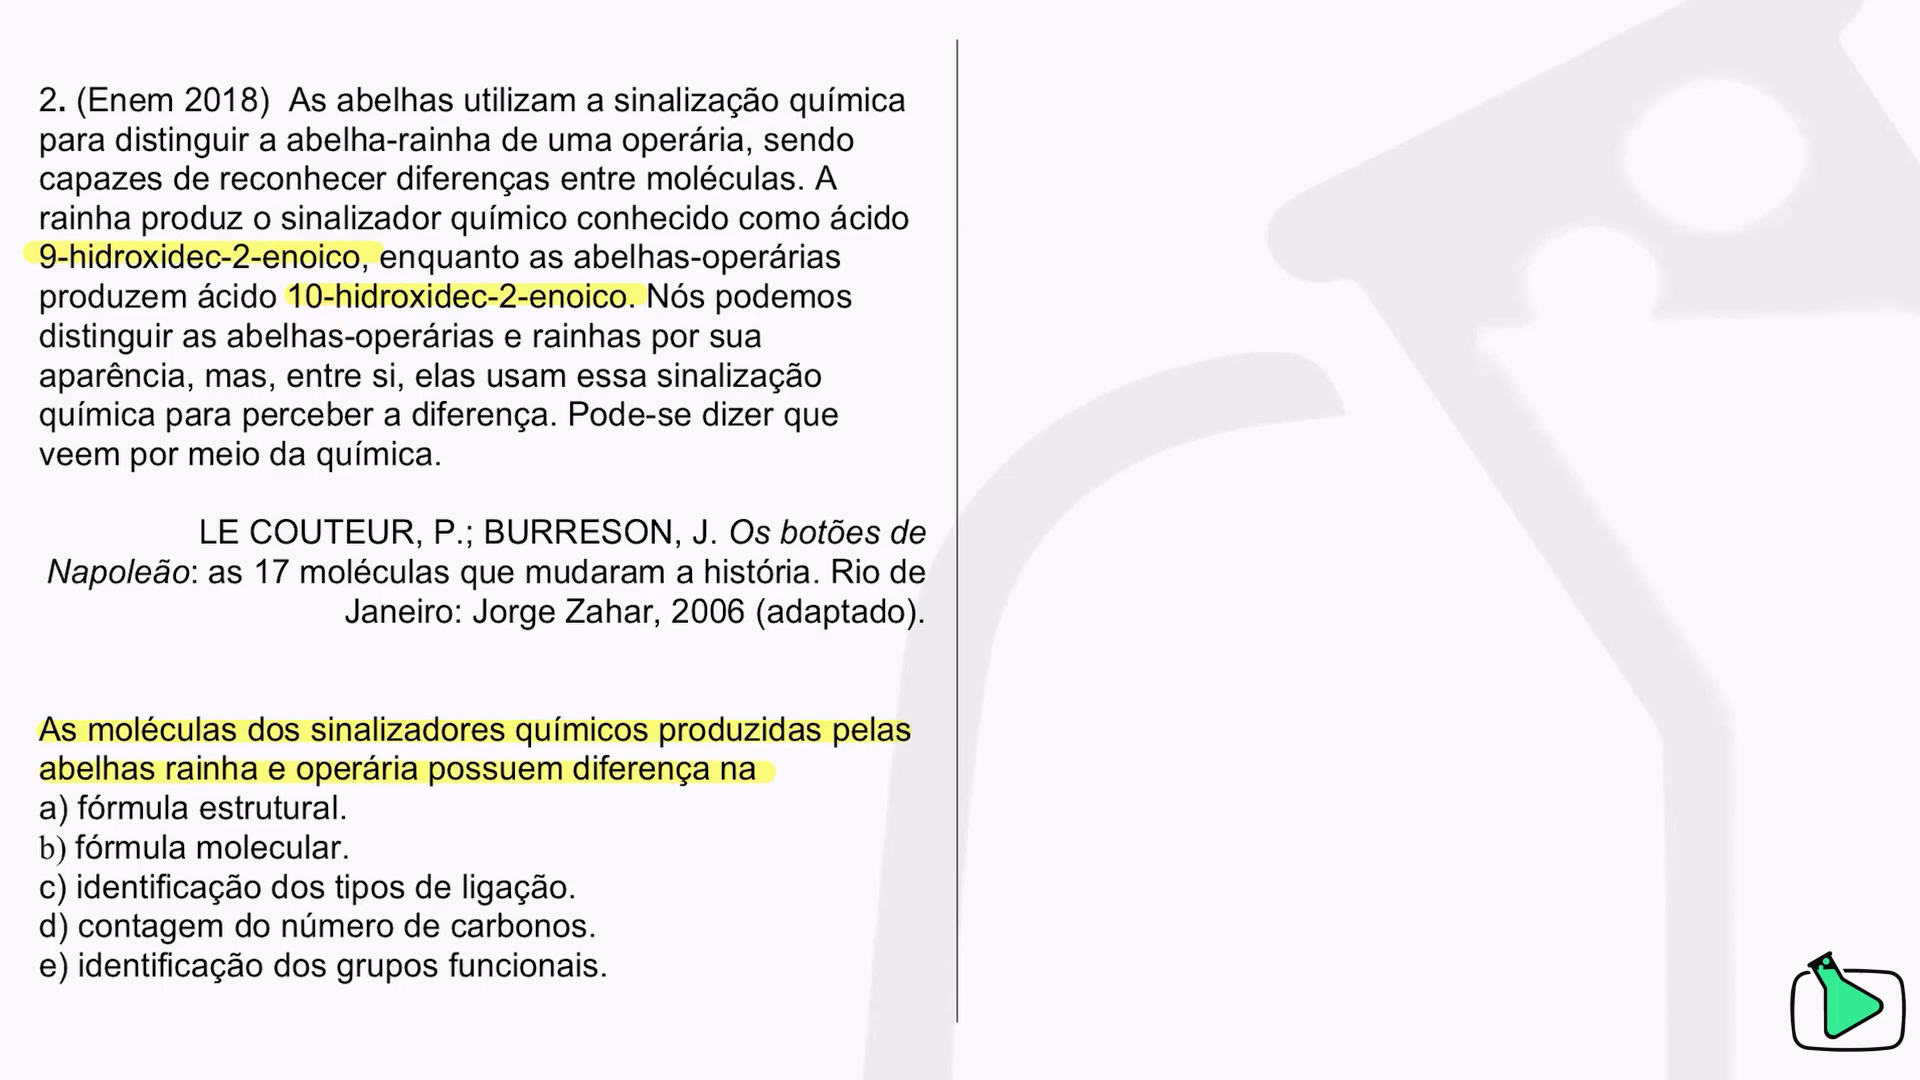 2. (Enem 2018)  As abelhas utilizam a sinalização química
para distinguir a abelha-rainha de uma operária, sendo
capazes de reconhecer diferenças entre moléculas. A
rainha produz o sinalizador químico conhecido como ácido
9-hidroxidec-2-enoico, enquanto as abelhas-operárias
produzem ácido 10-hidroxidec-2-enoico. Nós podemos
distinguir as abelhas-operárias e rainhas por sua
aparência, mas, entre si, elas usam essa sinalização
química para perceber a diferença. Pode-se dizer que
veem por meio da química.
LE COUTEUR, P.; BURRESON, J. Os botões de
Napoleão: as 17 moléculas que mudaram a história. Rio de
Janeiro: Jorge Zahar, 2006 (adaptado).
As moléculas dos sinalizadores químicos produzidas pelas
abelhas rainha e operária possuem diferença na
a) fórmula estrutural.
b) fórmula molecular.
c) identificação dos tipos de ligação.
d) contagem do número de carbonos.
e) identificação dos grupos funcionais.